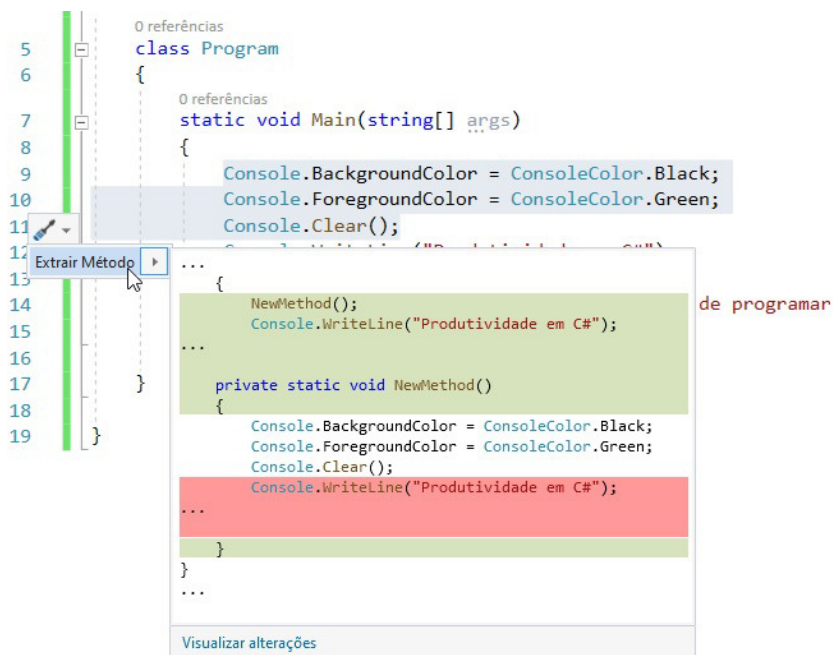 0 referências
5 class Program
6 {
0 referências
7 static void Main(string[] args)
8 {
9 Console.BackgroundColor = ConsoleColor.Black;
10 Console.ForegroundColor = ConsoleColor.Green;
11 Console.Clear();
12
Extrair Método
13
14 de programar
15
16
17 }
18
19 }
...
{
NewMethod();
Console.WriteLine("Produtividade em C#");
...
private static void NewMethod()
{
Console.BackgroundColor = ConsoleColor.Black;
Console.ForegroundColor = ConsoleColor.Green;
Console.Clear();
Console.WriteLine("Produtividade em C#");
...
}
}
...
Visualizar alterações